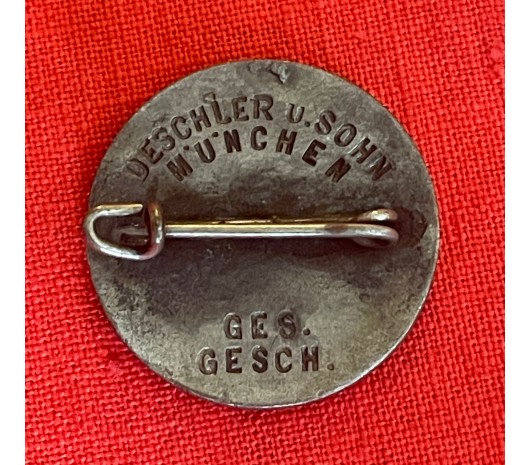 DESCHLER U. SOHN
MÜNCHEN
GES.
GESCH.